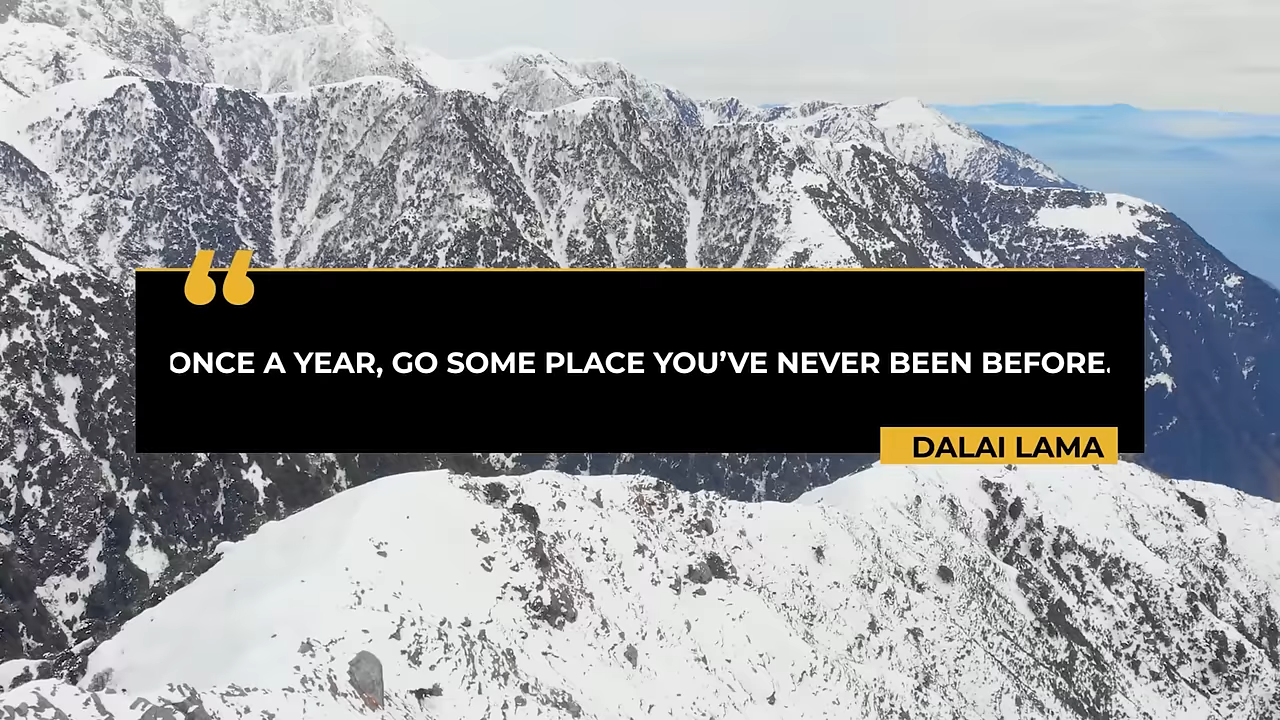 “
ONCE A YEAR, GO SOME PLACE YOU’VE NEVER BEEN BEFORE.
DALAI LAMA